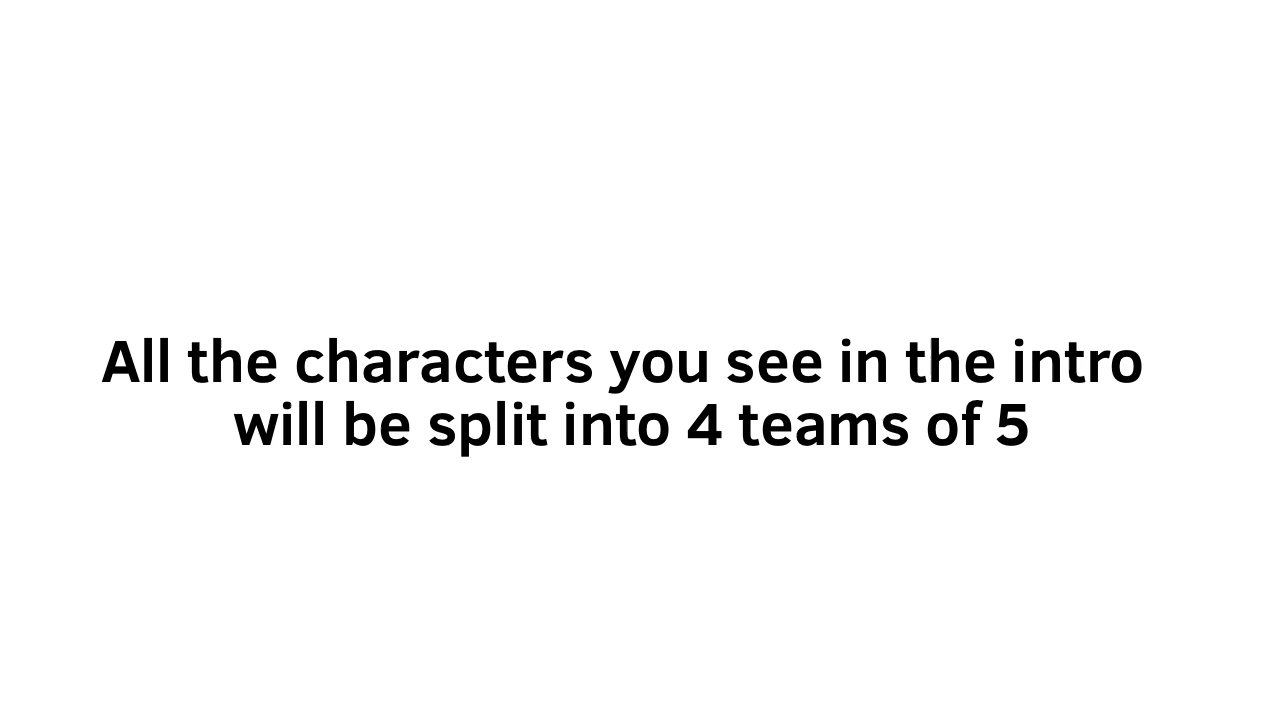 All the characters you see in the intro
will be split into 4 teams of 5